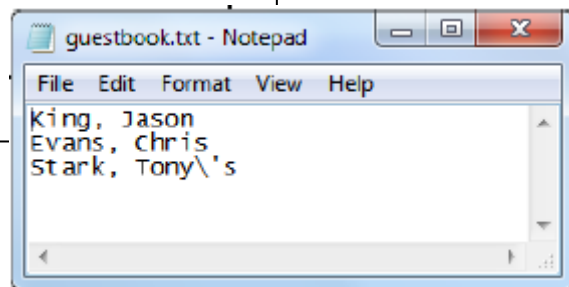 guestbook.txt - Notepad
File Edit Format View Help
King, Jason
Evans, Chris
Stark, Tony\'s